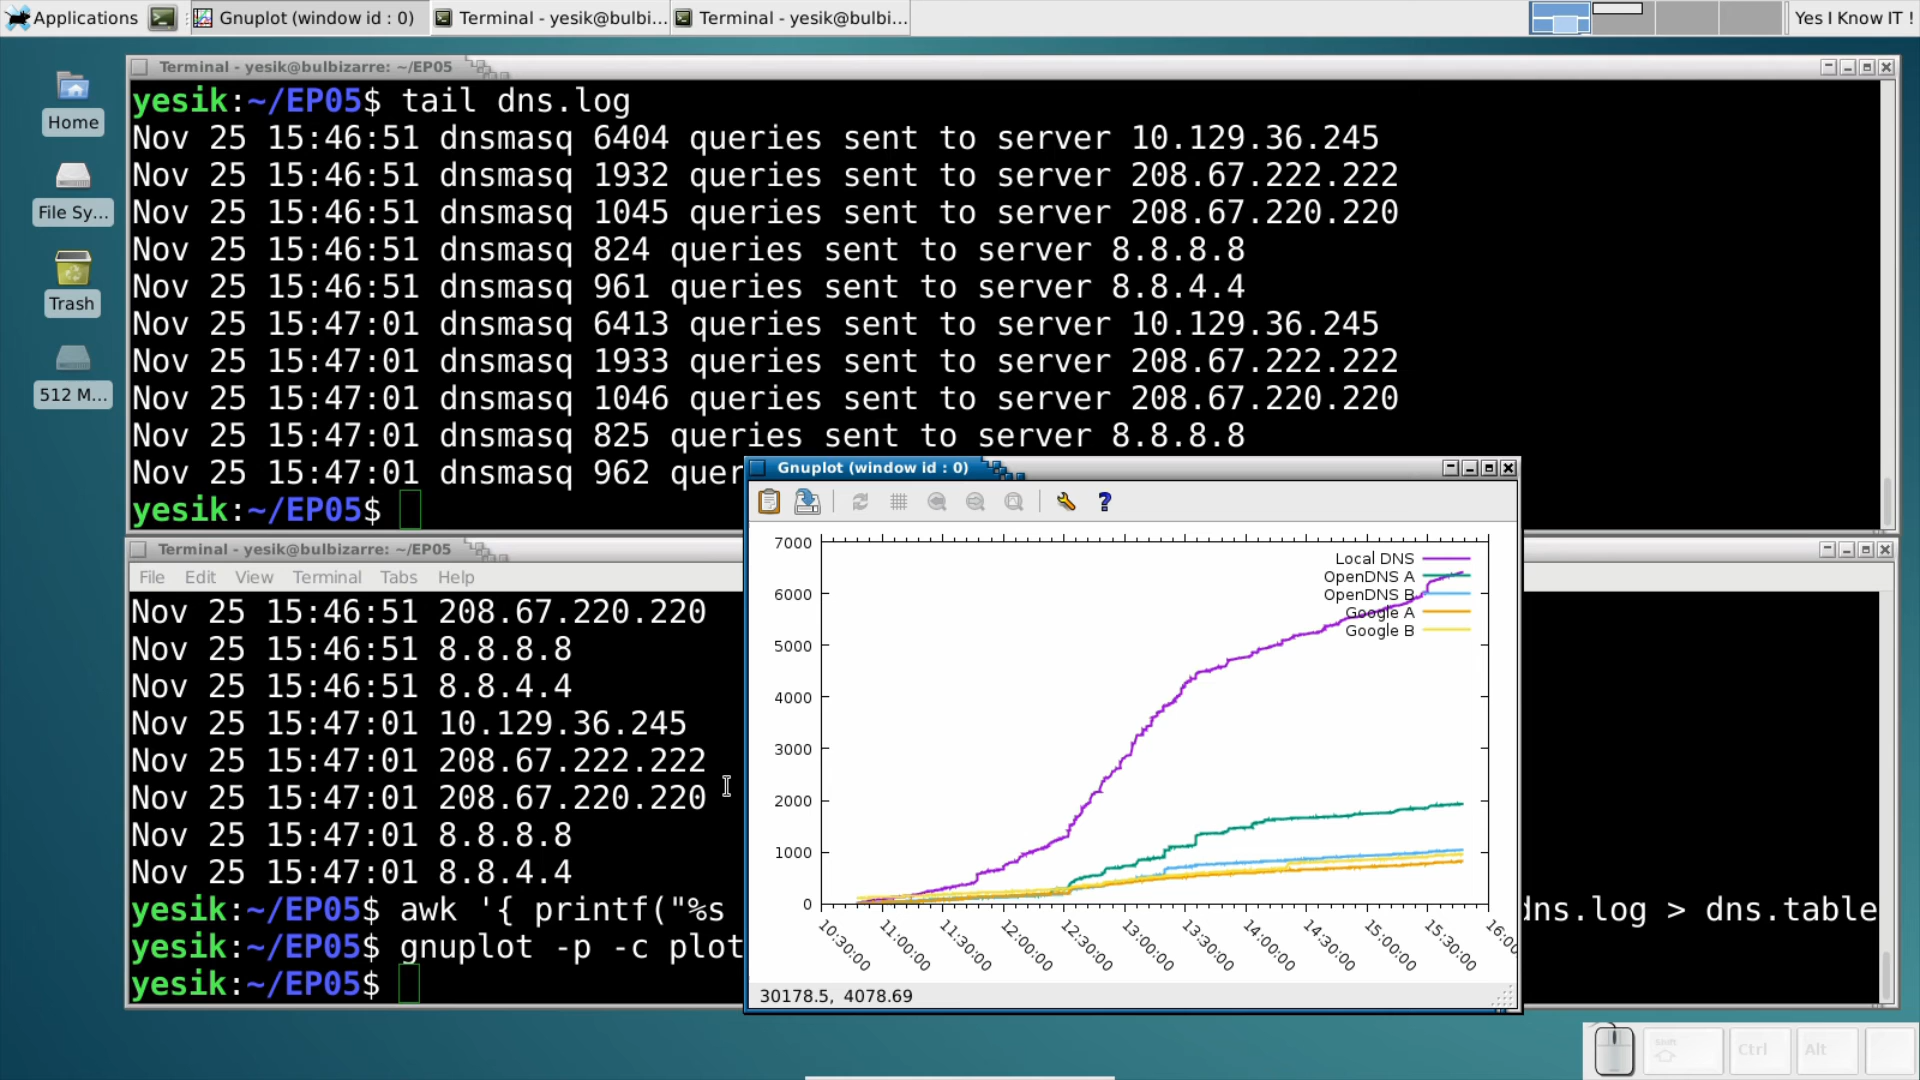 Applications
Gnuplot (window id : 0)
Terminal - yesik@bulbi...
Terminal - yesik@bulbi...
Yes I Know IT !
Home
File Sy...
Trash
512 M...
Terminal - yesik@bulbizarre: ~/EP05
yesik:~/EP05$ tail dns.log
Nov 25 15:46:51 dnsmasq 6404 queries sent to server 10.129.36.245
Nov 25 15:46:51 dnsmasq 1932 queries sent to server 208.67.222.222
Nov 25 15:46:51 dnsmasq 1045 queries sent to server 208.67.220.220
Nov 25 15:46:51 dnsmasq 824 queries sent to server 8.8.8.8
Nov 25 15:46:51 dnsmasq 961 queries sent to server 8.8.4.4
Nov 25 15:47:01 dnsmasq 6413 queries sent to server 10.129.36.245
Nov 25 15:47:01 dnsmasq 1933 queries sent to server 208.67.222.222
Nov 25 15:47:01 dnsmasq 1046 queries sent to server 208.67.220.220
Nov 25 15:47:01 dnsmasq 825 queries sent to server 8.8.8.8
Nov 25 15:47:01 dnsmasq 962 quer
yesik:~/EP05$
Terminal - yesik@bulbizarre: ~/EP05
File Edit View Terminal Tabs Help
Nov 25 15:46:51 208.67.220.220
Nov 25 15:46:51 8.8.8.8
Nov 25 15:46:51 8.8.4.4
Nov 25 15:47:01 10.129.36.245
Nov 25 15:47:01 208.67.222.222
Nov 25 15:47:01 208.67.220.220
Nov 25 15:47:01 8.8.8.8
Nov 25 15:47:01 8.8.4.4
yesik:~/EP05$ awk '{ printf("%s dns.log > dns.table
yesik:~/EP05$ gnuplot -p -c plot
yesik:~/EP05$
Gnuplot (window id : 0)
7000
6000
5000
4000
3000
2000
1000
0
Local DNS
OpenDNS A
OpenDNS B
Google A
Google B
10:30:00
11:00:00
11:30:00
12:00:00
12:30:00
13:00:00
13:30:00
14:00:00
14:30:00
15:00:00
15:30:00
16:00
30178.5, 4078.69
Shift
Ctrl
Alt